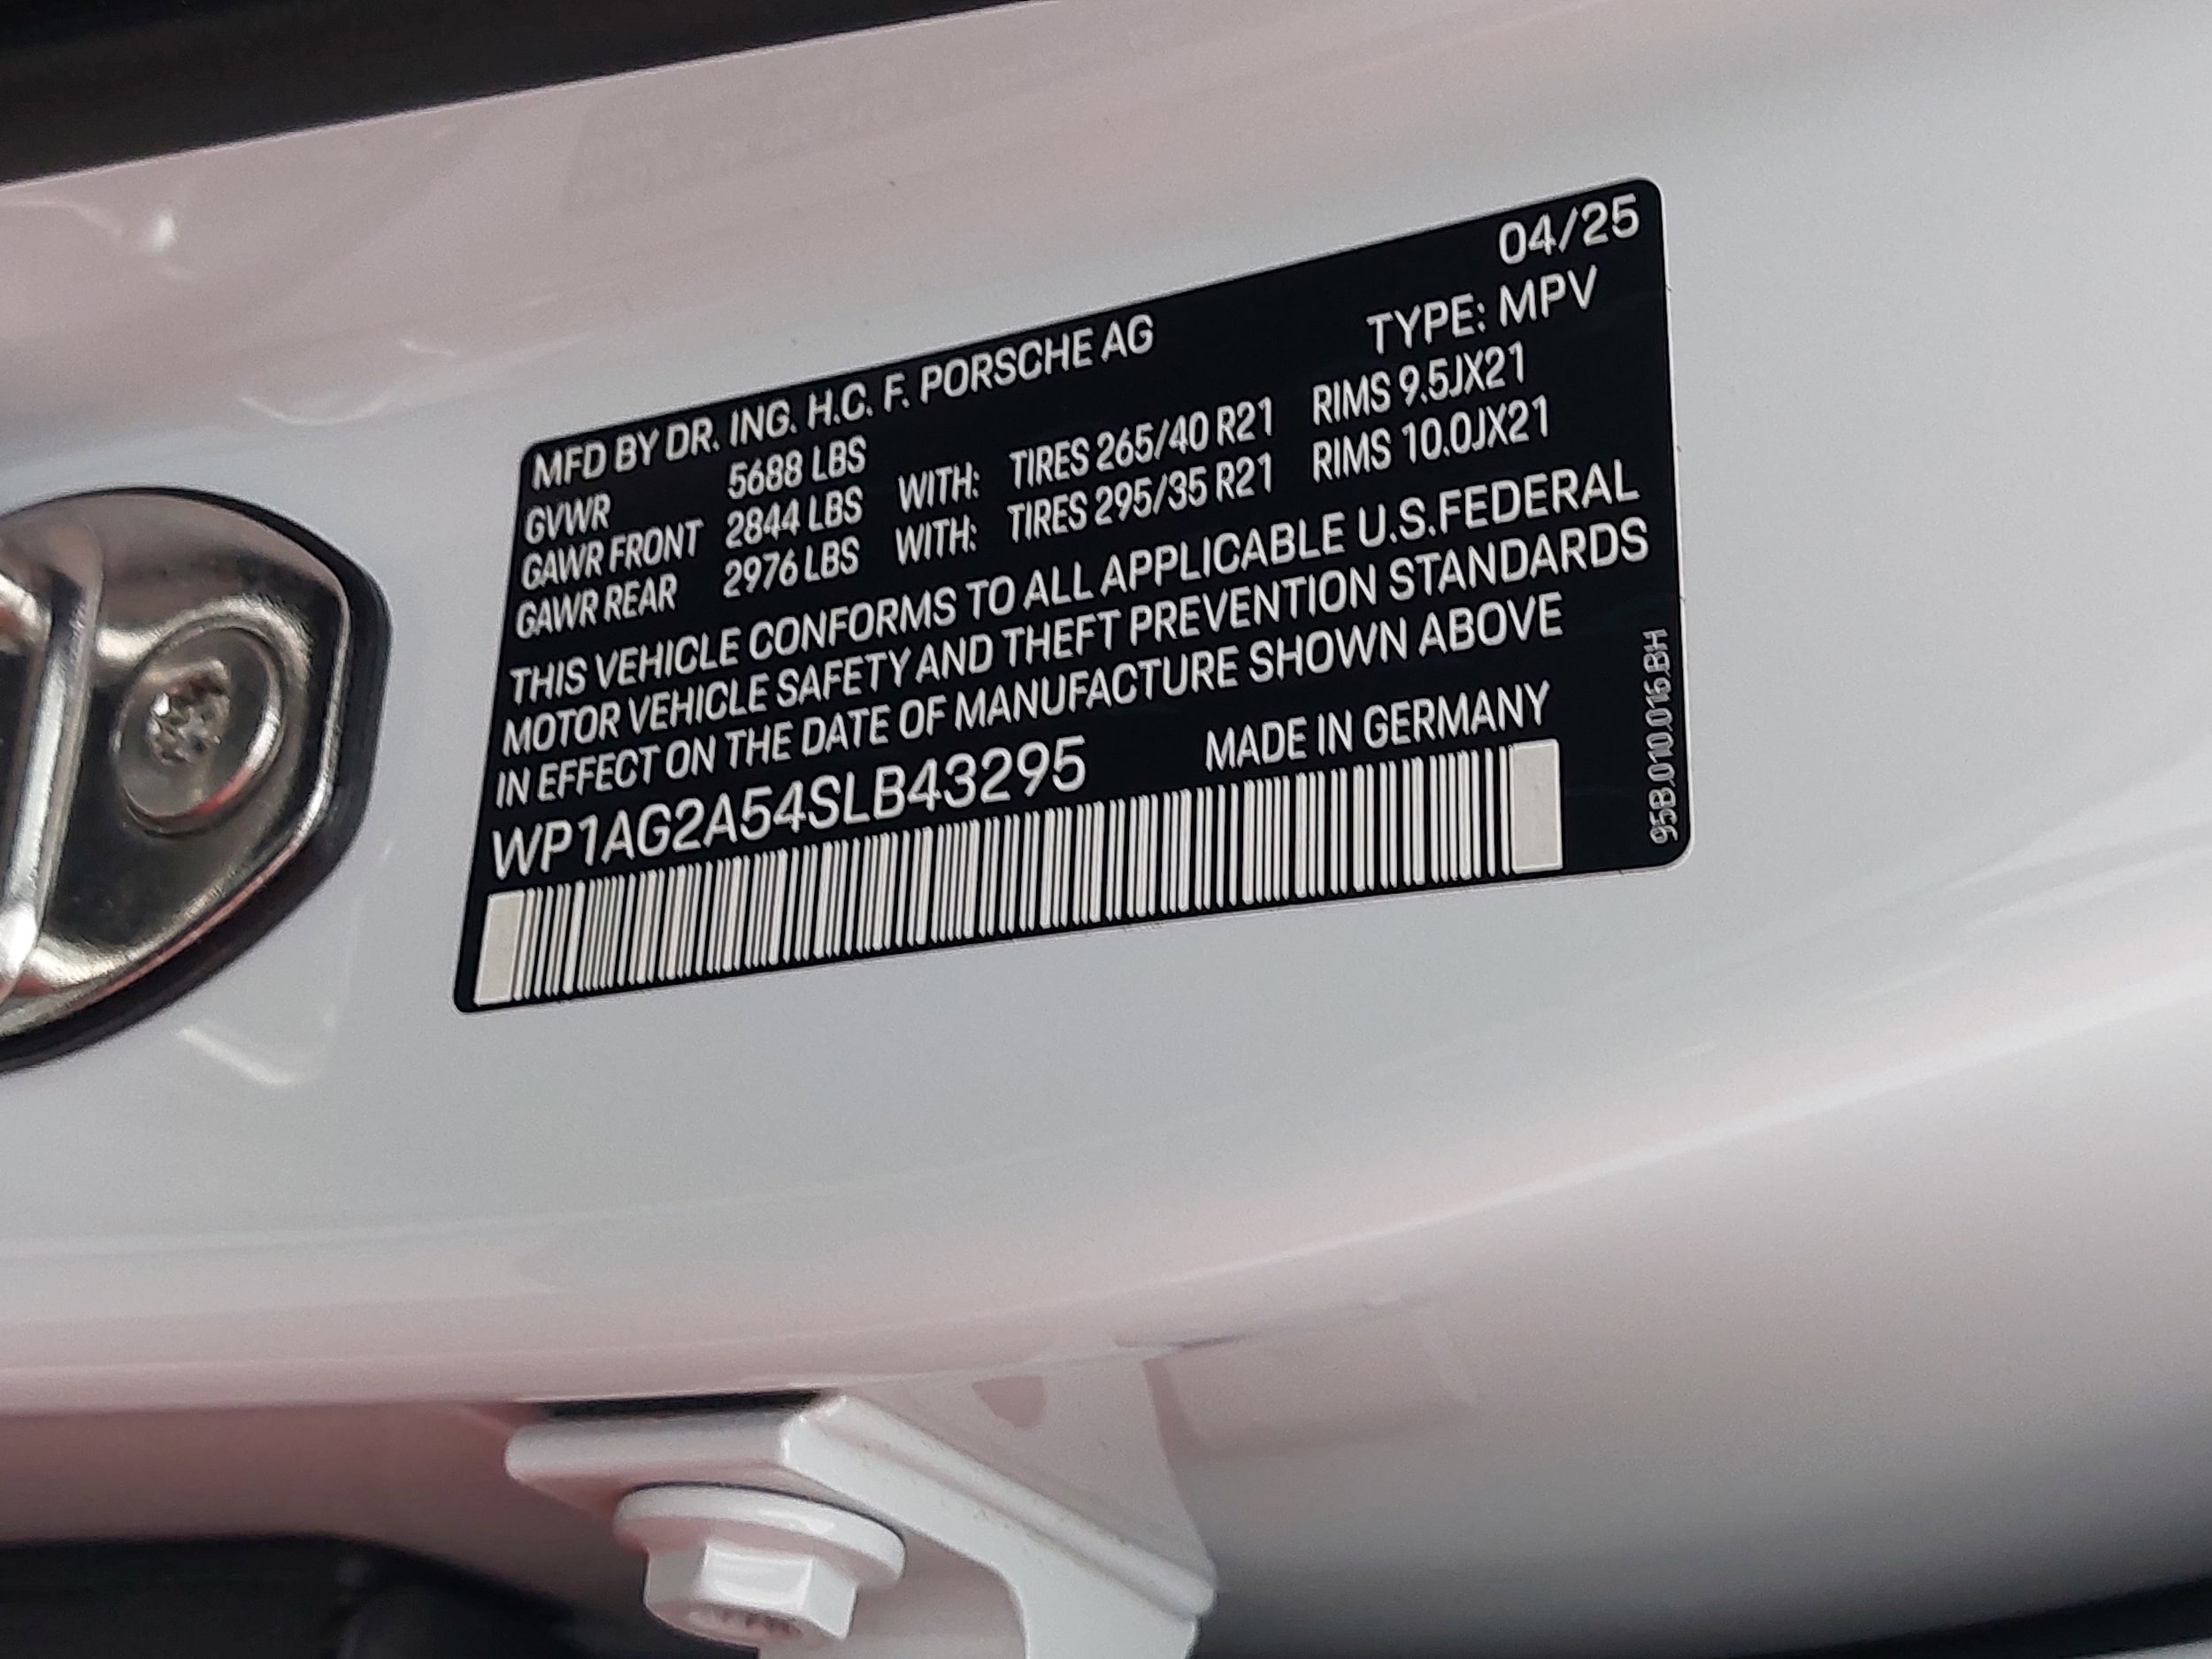 04/25
MFD BY DR. ING. H.C. F. PORSCHE AG TYPE: MPV
GVWR 5688 LBS
GAWR FRONT 2844 LBS WITH: TIRES 265/40 R21 RIMS 9.5JX21
GAWR REAR 2976 LBS WITH: TIRES 295/35 R21 RIMS 10.0JX21
THIS VEHICLE CONFORMS TO ALL APPLICABLE U.S.FEDERAL
MOTOR VEHICLE SAFETY AND THEFT PREVENTION STANDARDS
IN EFFECT ON THE DATE OF MANUFACTURE SHOWN ABOVE
WP1AG2A54SLB43295 MADE IN GERMANY
95B.010.015.BH